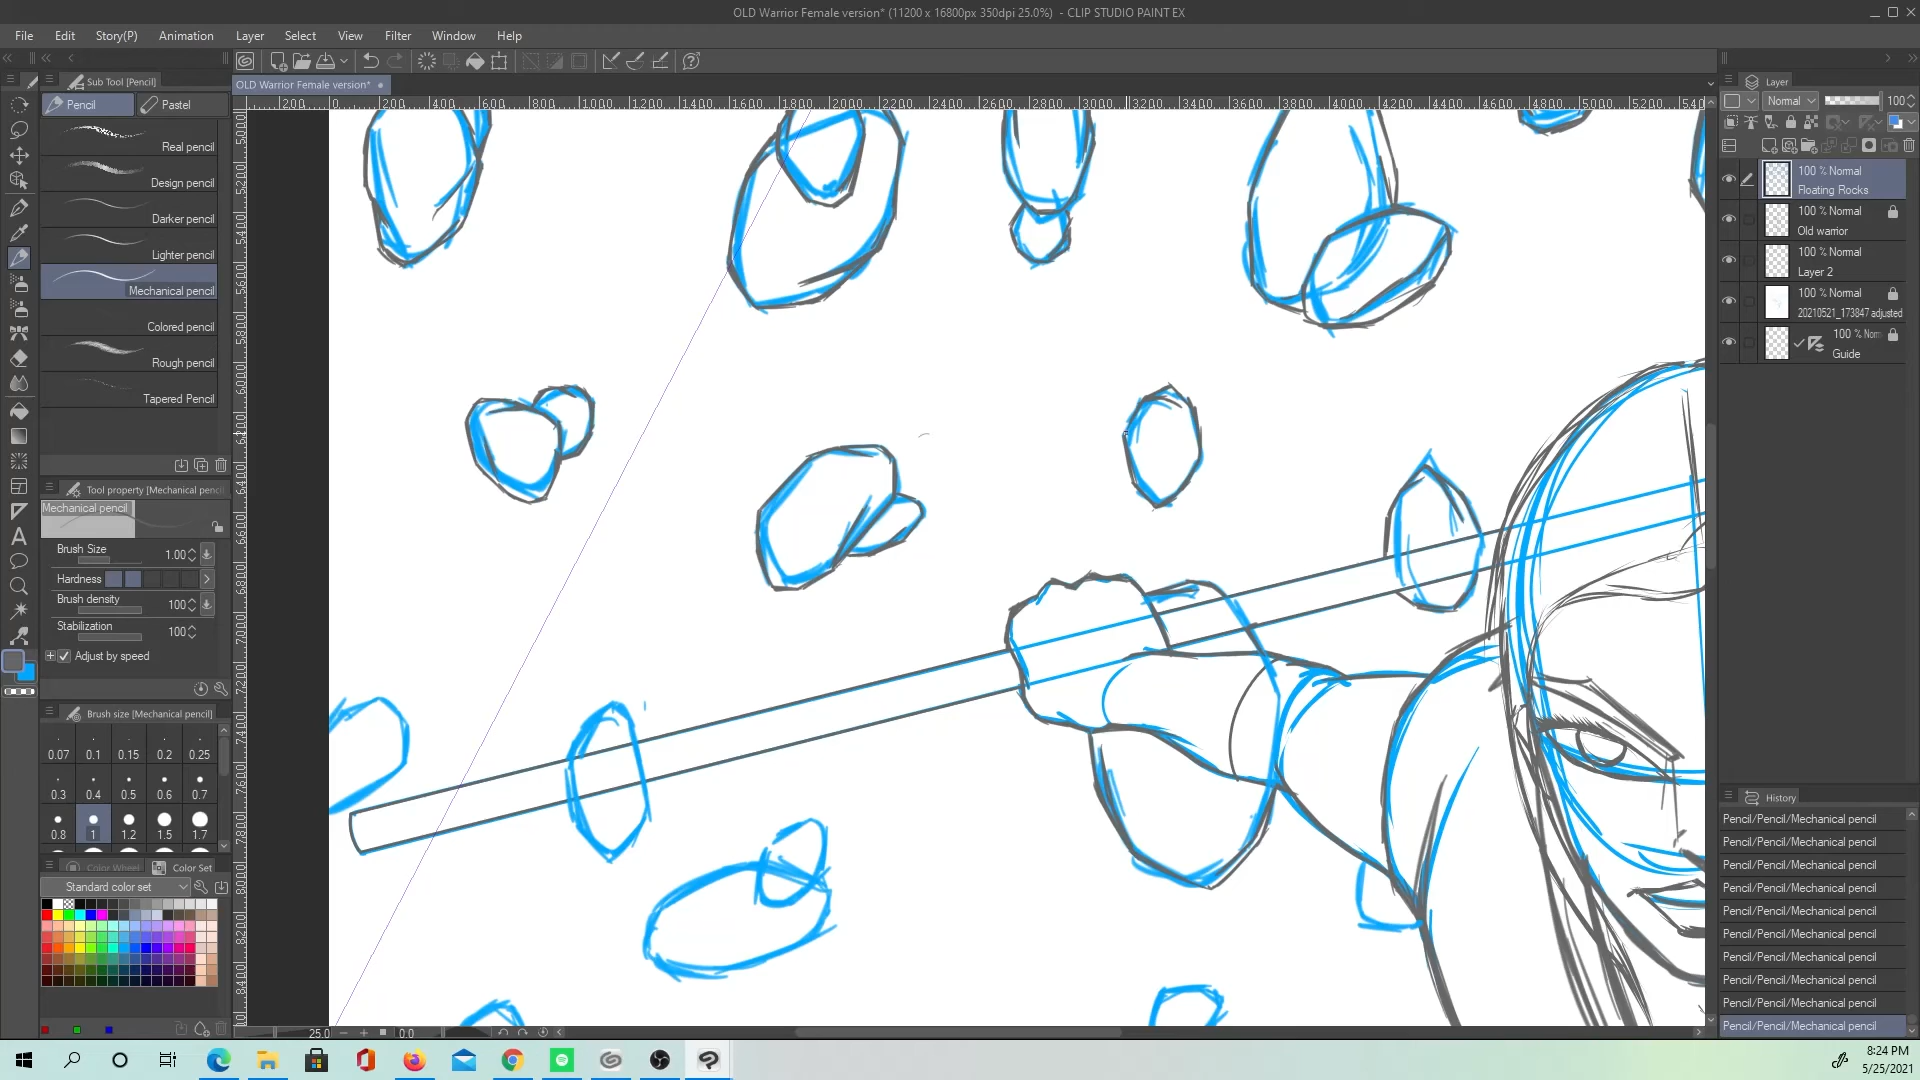 OLD Warrior Female version* (11200 x 16800px 350dpi 25.0%)  - CLIP STUDIO PAINT EX
File Edit Story(P) Animation Layer Select View Filter Window Help
Sub Tool [Pencil]
OLD Warrior Female version*
Layer
Pencil Pastel
Normal 100
Real pencil
Design pencil
Darker pencil
Lighter pencil
Mechanical pencil
Colored pencil
Rough pencil
Tapered Pencil
100 % Normal
Floating Rocks
100 % Normal
Old warrior
100 % Normal
Layer 2
100 % Normal
20210521_173847 adjusted
100 % Norm
Guide
Tool property [Mechanical pencil
Mechanical pencil
Brush Size 1.00
Hardness
Brush density 100
Stabilization 100
Adjust by speed
Brush size [Mechanical pencil]
0.07 0.1 0.15 0.2 0.25
0.3 0.4 0.5 0.6 0.7
0.8 1 1.2 1.5 1.7
Color Wheel Color Set
Standard color set
25.0 0.0
History
Pencil/Pencil/Mechanical pencil
Pencil/Pencil/Mechanical pencil
Pencil/Pencil/Mechanical pencil
Pencil/Pencil/Mechanical pencil
Pencil/Pencil/Mechanical pencil
Pencil/Pencil/Mechanical pencil
Pencil/Pencil/Mechanical pencil
Pencil/Pencil/Mechanical pencil
Pencil/Pencil/Mechanical pencil
Pencil/Pencil/Mechanical pencil
8:24 PM
5/25/2021